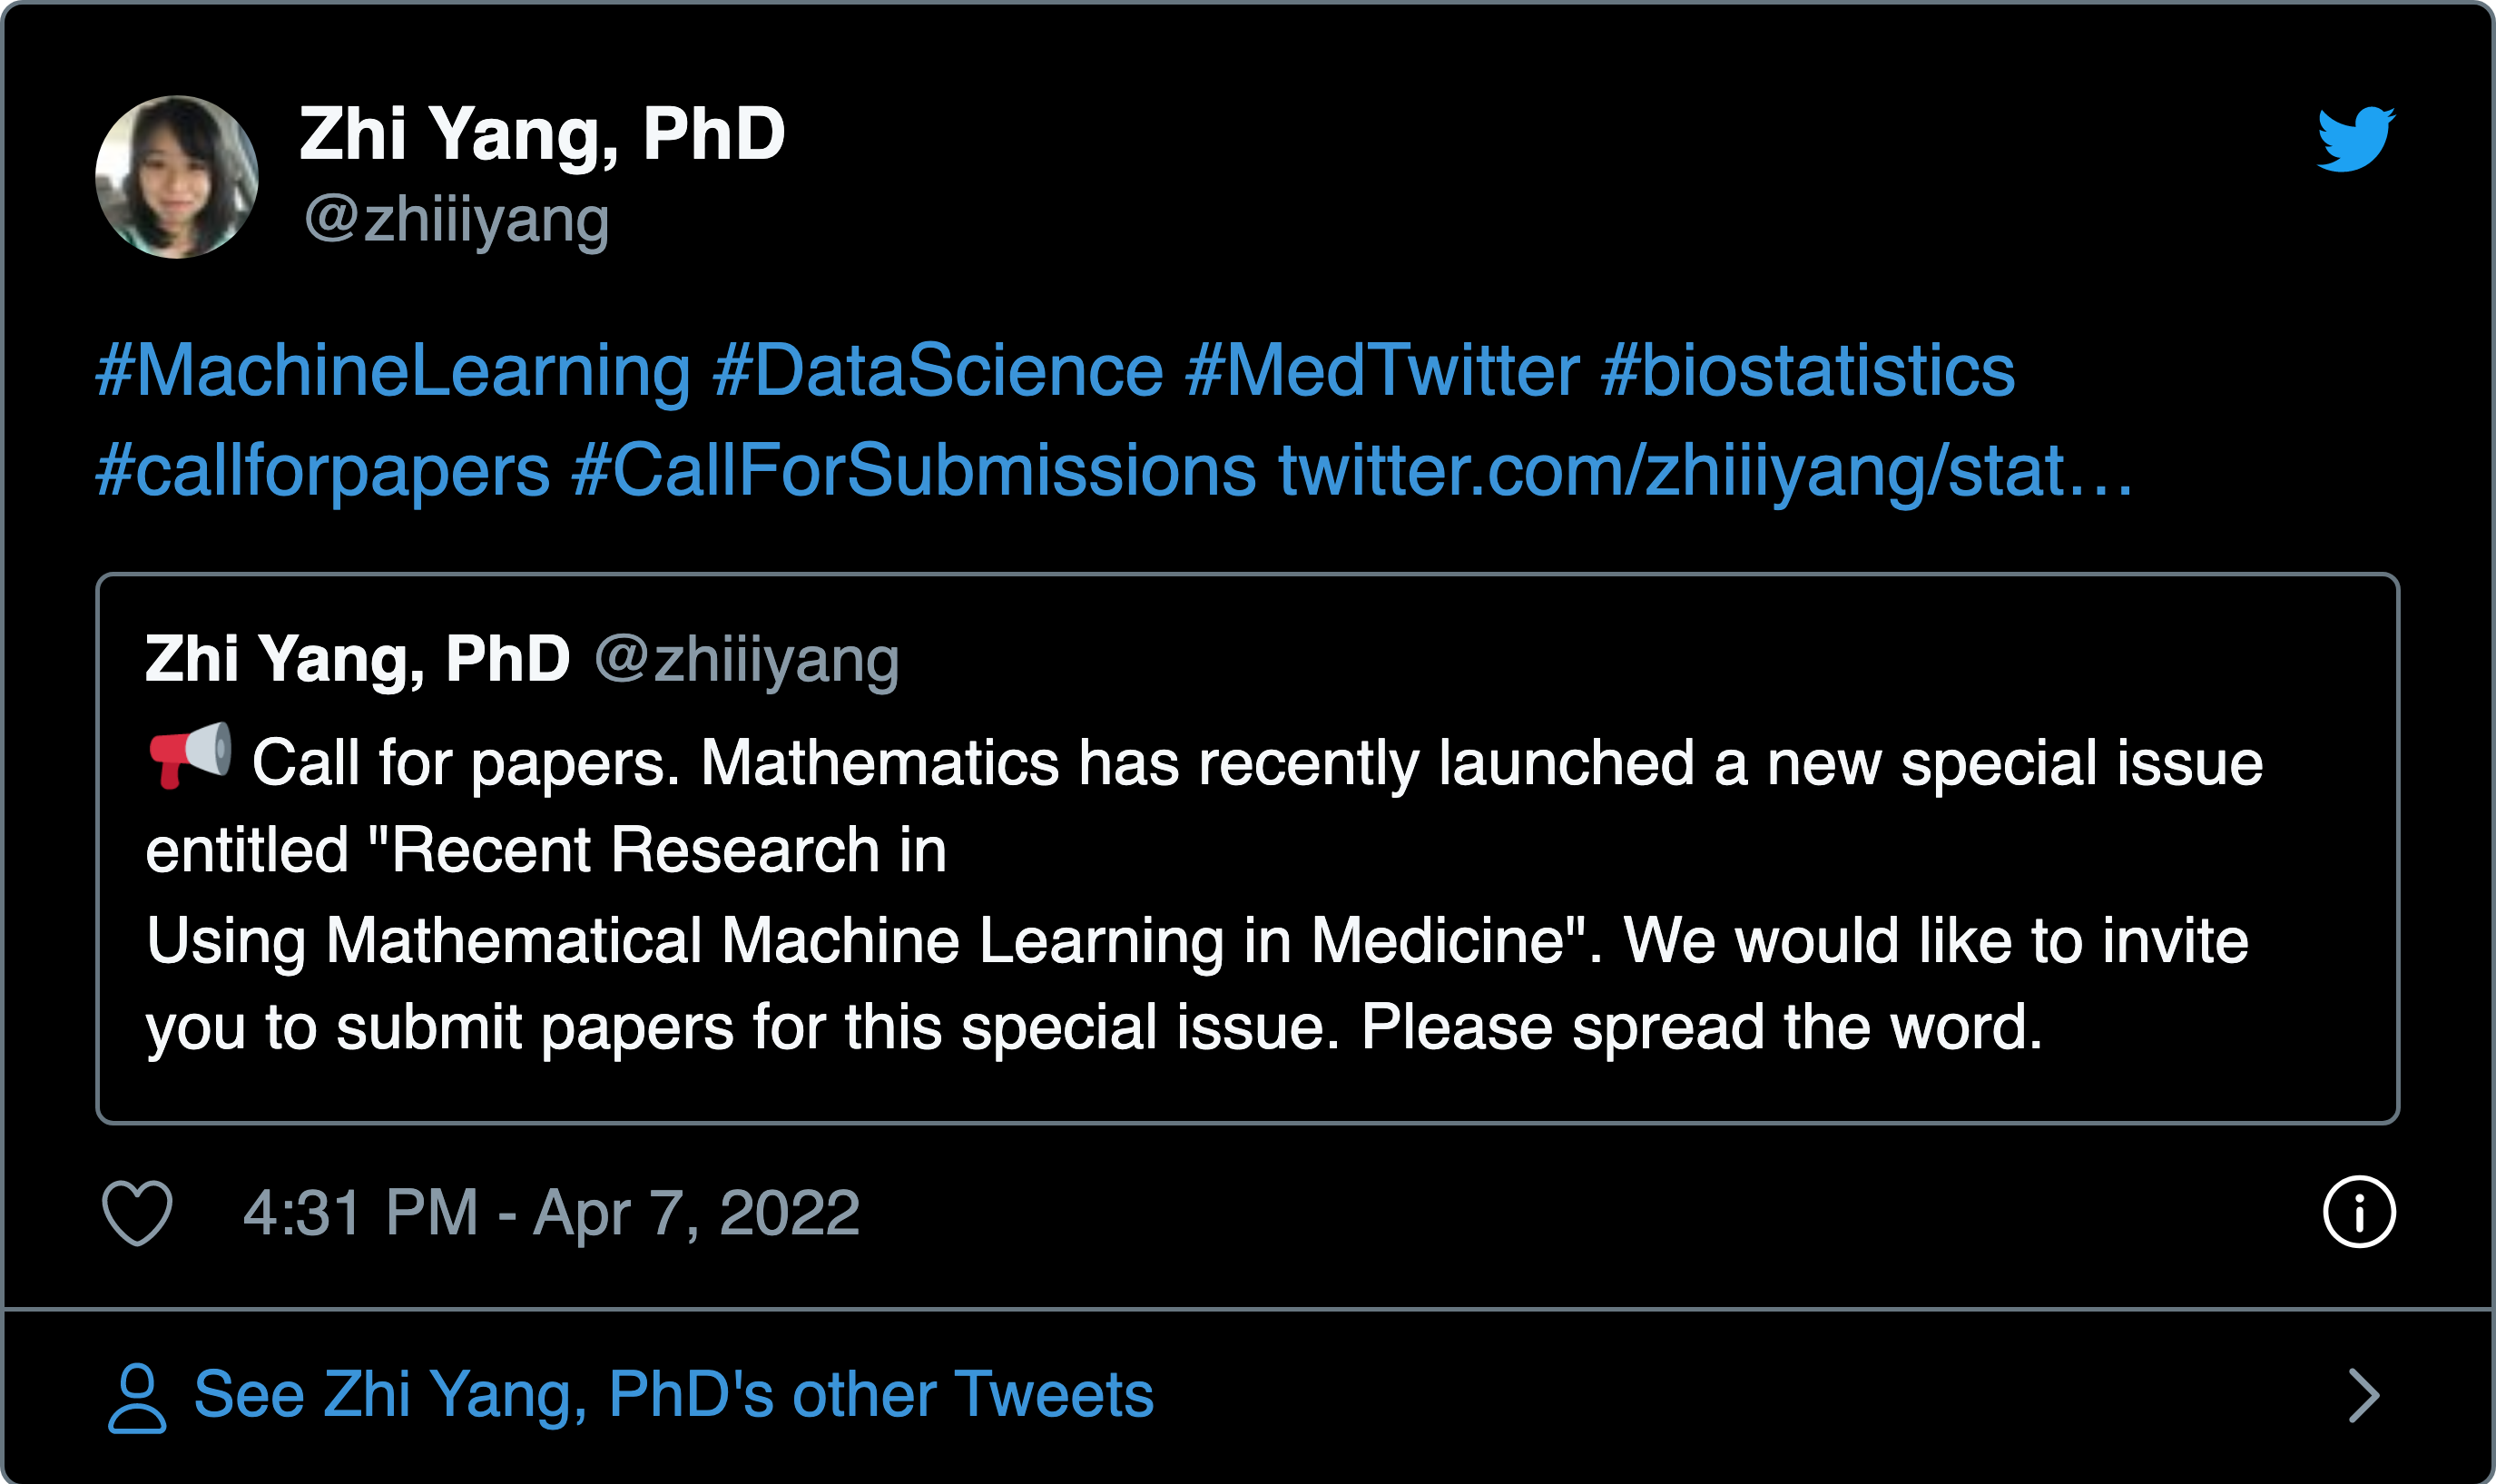 Zhi Yang, PhD
@zhiiiyang
#MachineLearning #DataScience #MedTwitter #biostatistics
#callforpapers #CallForSubmissions twitter.com/zhiiiyang/stat…
Zhi Yang, PhD @zhiiiyang
📢 Call for papers. Mathematics has recently launched a new special issue
entitled "Recent Research in
Using Mathematical Machine Learning in Medicine". We would like to invite
you to submit papers for this special issue. Please spread the word.
4:31 PM - Apr 7, 2022
See Zhi Yang, PhD's other Tweets